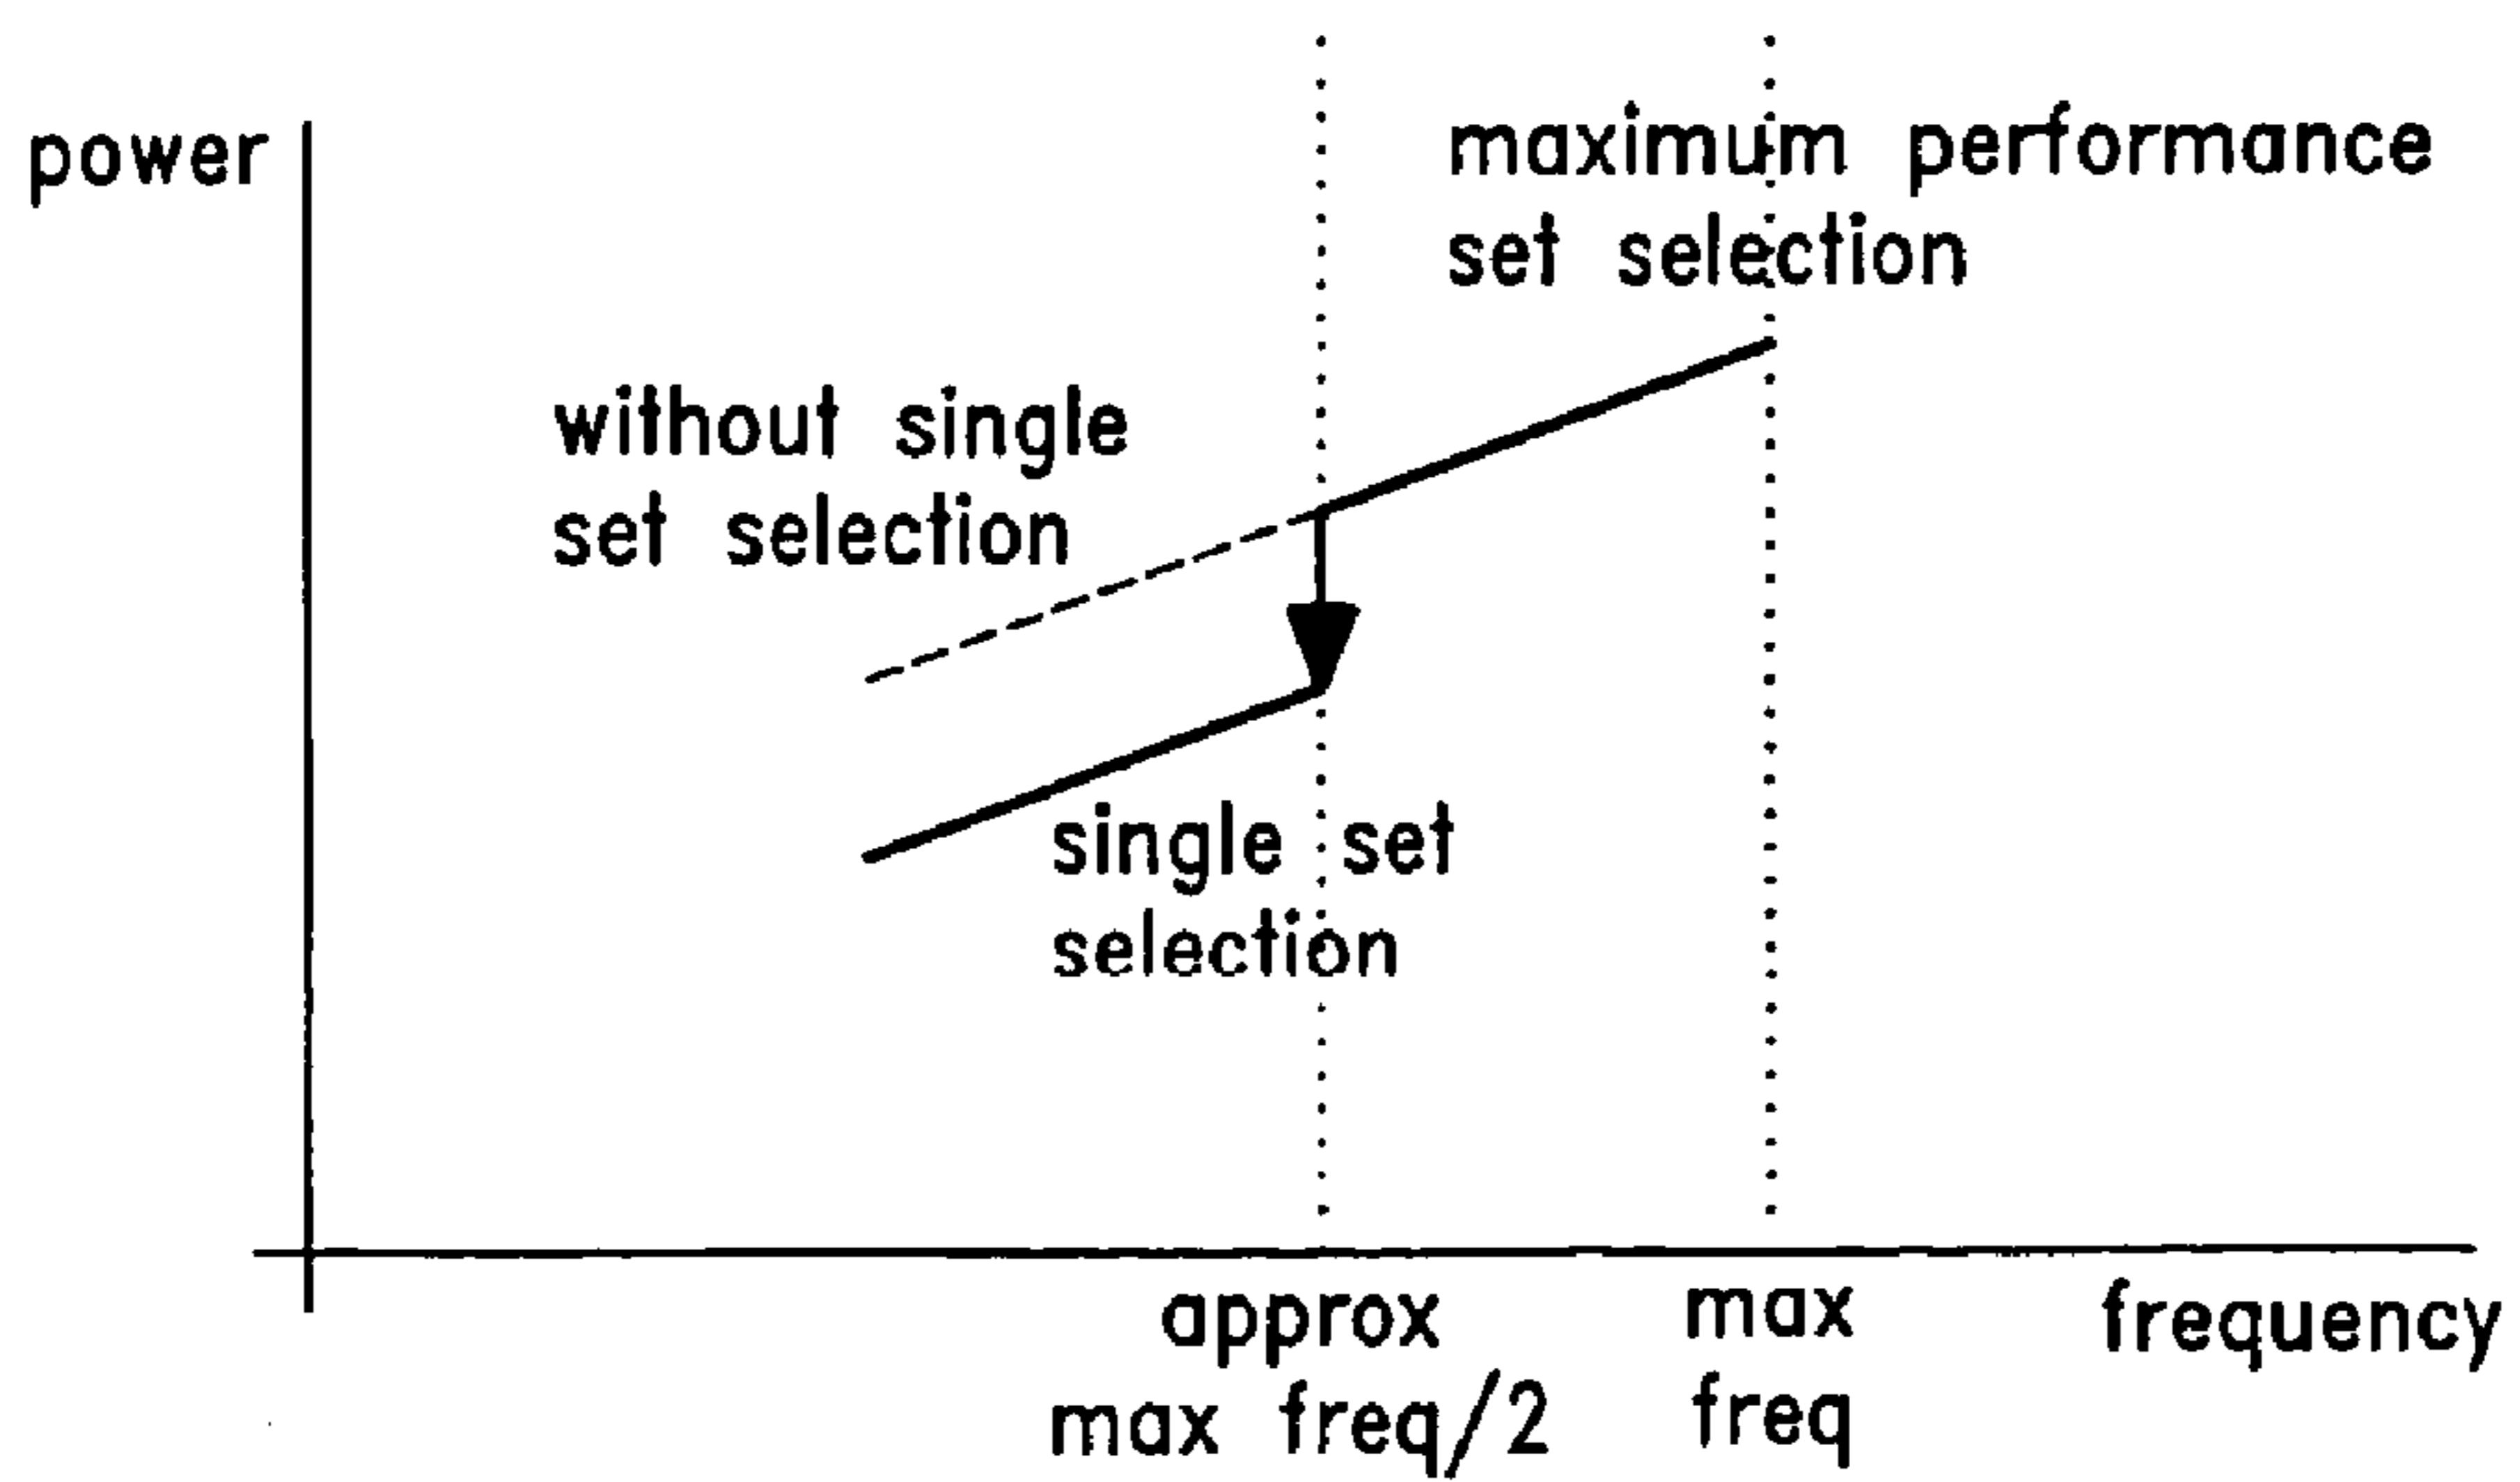 power
maximum performance
set selection
without single
set selection
single set
selection
approx
max freq/2
max
freq
frequency